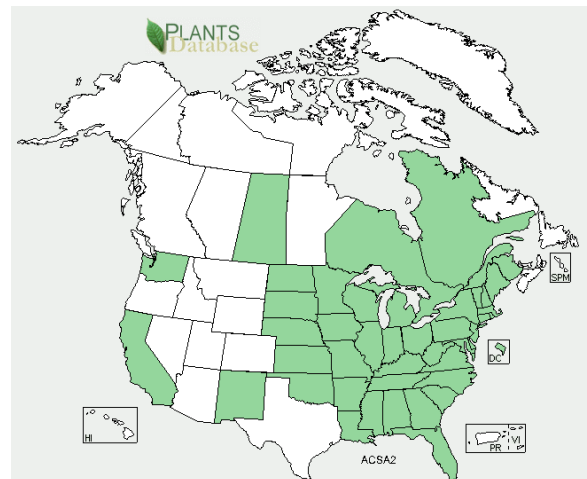 PLANTS
Database
SPM
DC
HI
PR VI
ACSA2